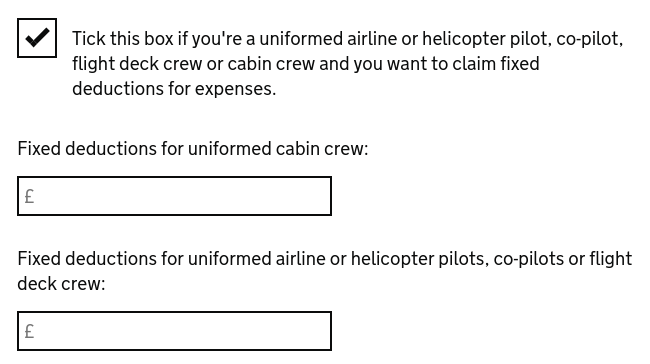 Tick this box if you're a uniformed airline or helicopter pilot, co-pilot,
flight deck crew or cabin crew and you want to claim fixed
deductions for expenses.
Fixed deductions for uniformed cabin crew:
£
Fixed deductions for uniformed airline or helicopter pilots, co-pilots or flight
deck crew:
£